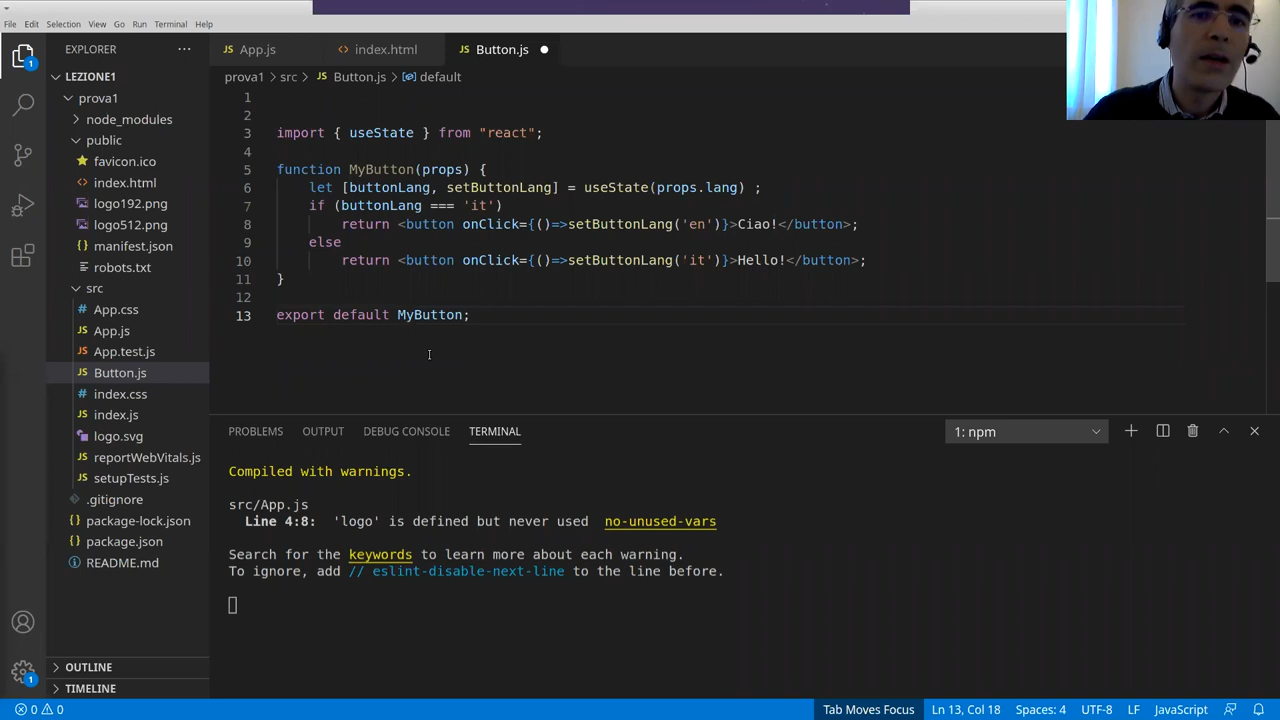 File Edit Selection View Go Run Terminal Help
EXPLORER ···
App.js
<> index.html
JS Button.js
LEZIONE1
prova1 > src > JS Button.js > default
prova1
node_modules
public
favicon.ico
<> index.html
logo192.png
logo512.png
{} manifest.json
robots.txt
src
# App.css
JS App.js
JS App.test.js
JS Button.js
# index.css
JS index.js
logo.svg
JS reportWebVitals.js
JS setupTests.js
.gitignore
{} package-lock.json
{} package.json
README.md
OUTLINE
TIMELINE
1
2
3 import { useState } from "react";
4
5 function MyButton(props) {
6 let [buttonLang, setButtonLang] = useState(props.lang) ;
7 if (buttonLang === 'it')
8 return <button onClick={()=>setButtonLang('en')}>Ciao!</button>;
9 else
10 return <button onClick={()=>setButtonLang('it')}>Hello!</button>;
11 }
12
13 export default MyButton;
PROBLEMS OUTPUT DEBUG CONSOLE TERMINAL
1: npm
Compiled with warnings.
src/App.js
Line 4:8: 'logo' is defined but never used no-unused-vars
Search for the keywords to learn more about each warning.
To ignore, add // eslint-disable-next-line to the line before.
1
1
0 0
Tab Moves Focus Ln 13, Col 18 Spaces: 4 UTF-8 LF JavaScript